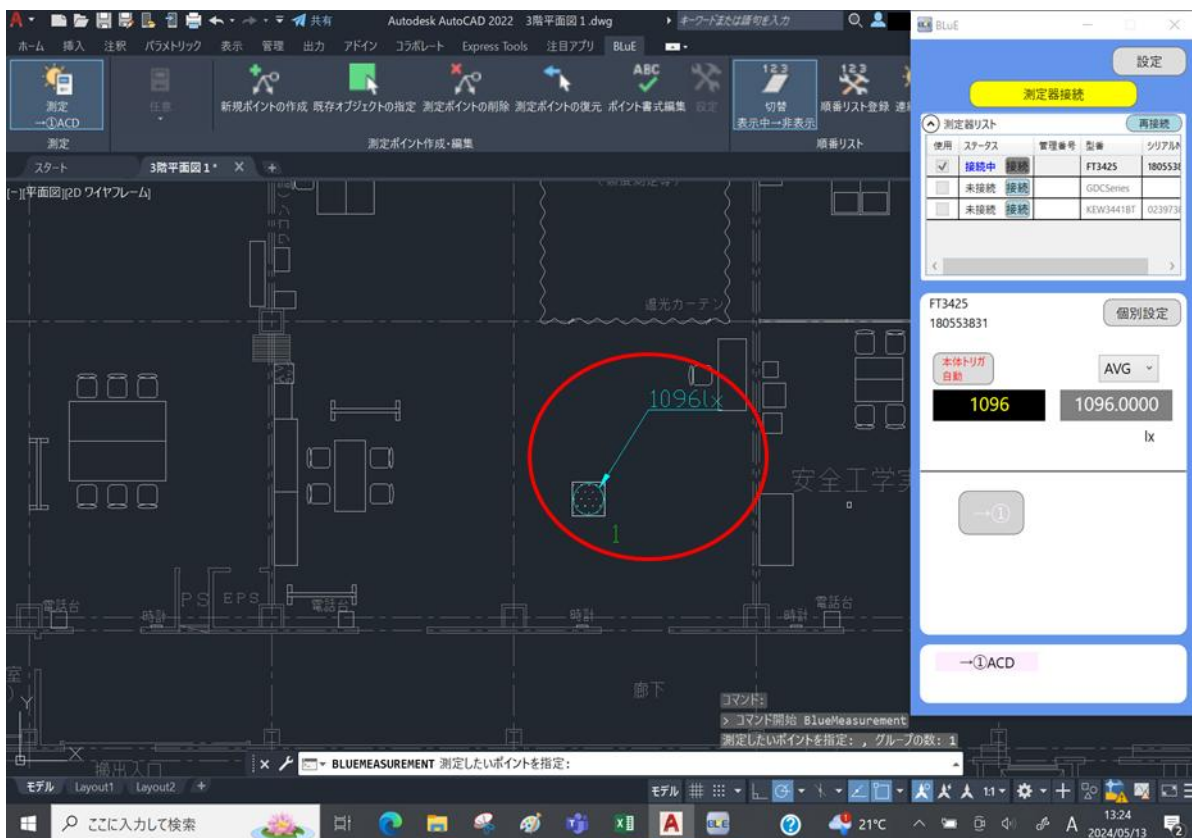 共有
Autodesk AutoCAD 2022 3階平面図1.dwg
キーワードまたは語句を入力
ホーム 挿入 注釈 パラメトリック 表示 管理 出力 アドイン コラボレート Express Tools 注目アプリ BLuE
測定
→①ACD
任意
新規ポイントの作成 既存オブジェクトの指定 測定ポイントの削除 測定ポイントの復元 ポイント書式編集 設定
切替
表示中→非表示
順番リスト登録
測定
測定ポイント作成・編集
順番リスト
スタート 3階平面図1*
[−][平面図][2D ワイヤフレーム]
遮光カーテン
1096lx
1
安全工学実
PS EPS
電話台
時計
電話台
時計
時計
電話台
廊下
搬出入口
Y
X
コマンド:
> コマンド開始 BlueMeasurement
測定したいポイントを指定: , グループの数: 1
BLUEMEASUREMENT 測定したいポイントを指定:
モデル Layout1 Layout2 +
モデル
1:1
BLuE
設定
測定器接続
測定器リスト
再接続
使用 ステータス 管理番号 型番 シリアルN
接続中 接続 FT3425 1805538
未接続 接続 GDCSeries
未接続 接続 KEW3441BT 0239738
FT3425
180553831
個別設定
本体トリガ
自動
AVG
1096
1096.0000
lx
→①
→①ACD
ここに入力して検索
21°C
A
13:24
2024/05/13